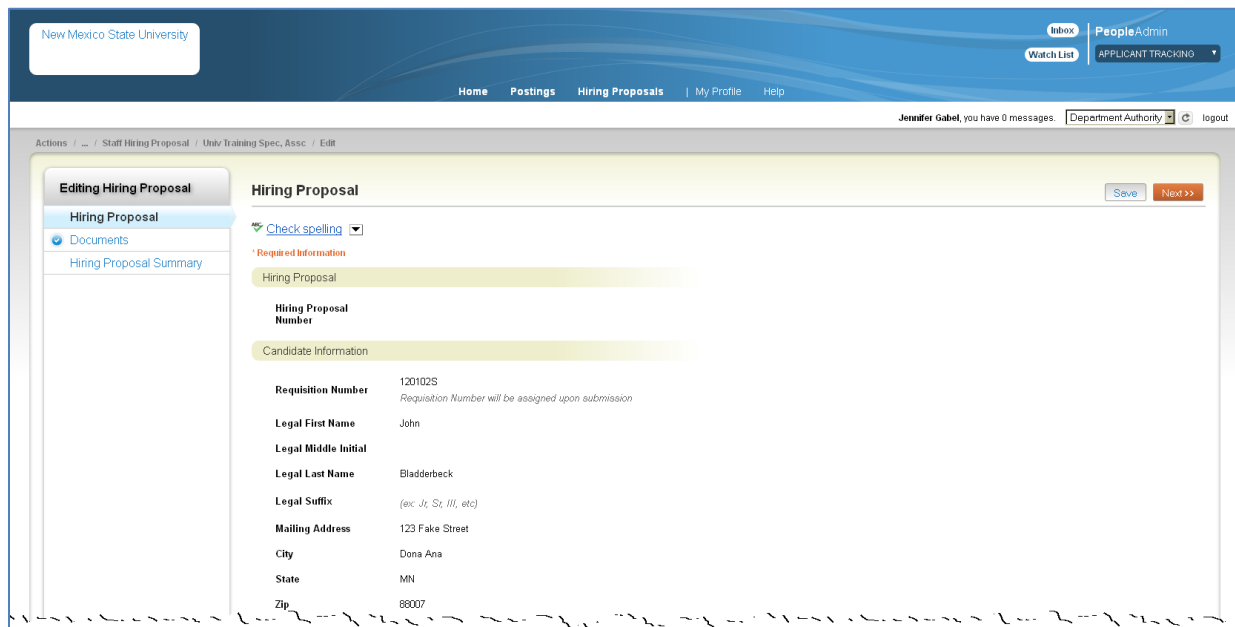 New Mexico State University
Inbox
PeopleAdmin
Watch List
APPLICANT TRACKING
Home Postings Hiring Proposals | My Profile Help
Jennifer Gabel, you have 0 messages. Department Authority logout
Actions / ... / Staff Hiring Proposal / Univ Training Spec, Assc / Edit
Editing Hiring Proposal
Hiring Proposal
Documents
Hiring Proposal Summary
Hiring Proposal
Save Next >>
ABC Check spelling
* Required Information
Hiring Proposal
Hiring Proposal
Number
Candidate Information
Requisition Number 120102S
Requisition Number will be assigned upon submission
Legal First Name John
Legal Middle Initial
Legal Last Name Bladderbeck
Legal Suffix (ex: Jr, Sr, III, etc)
Mailing Address 123 Fake Street
City Dona Ana
State MN
Zip 88007